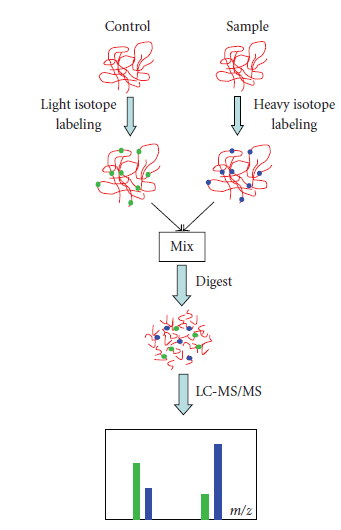 Control
Sample
Light isotope
labeling
Heavy isotope
labeling
Mix
Digest
LC-MS/MS
m/z